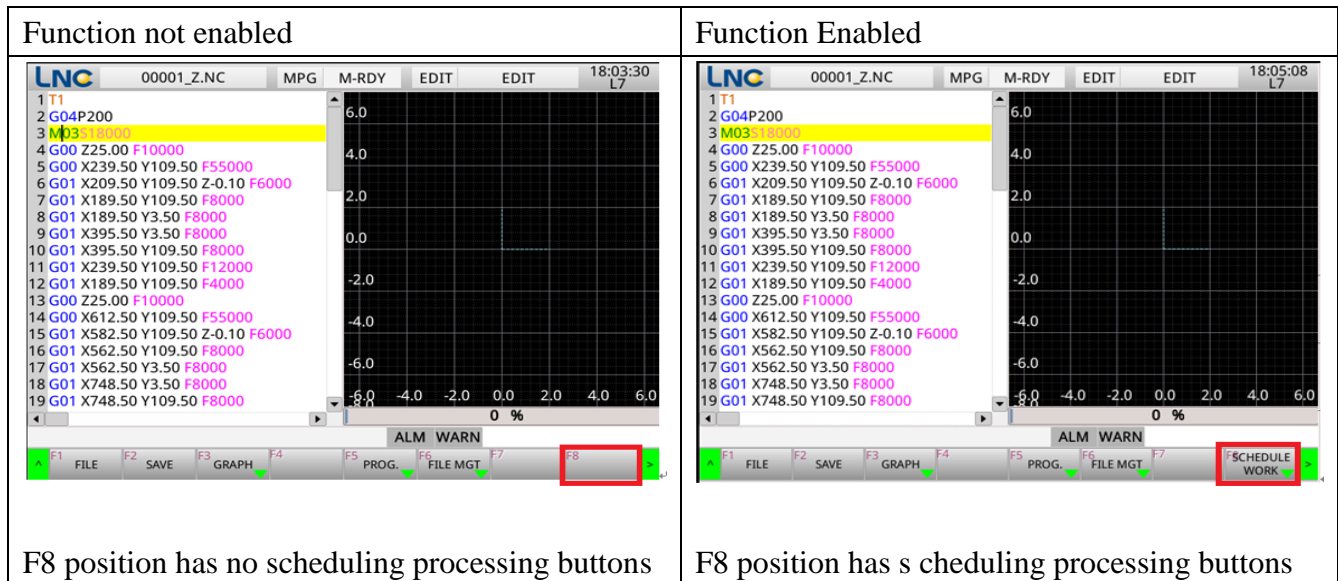 Function not enabled
LNC 00001_Z.NC MPG M-RDY EDIT EDIT 18:03:30
L7
1 T1
2 G04P200
3 M03S18000
4 G00 Z25.00 F10000
5 G00 X239.50 Y109.50 F55000
6 G01 X209.50 Y109.50 Z-0.10 F6000
7 G01 X189.50 Y109.50 F8000
8 G01 X189.50 Y3.50 F8000
9 G01 X395.50 Y3.50 F8000
10 G01 X395.50 Y109.50 F8000
11 G01 X239.50 Y109.50 F12000
12 G01 X189.50 Y109.50 F4000
13 G00 Z25.00 F10000
14 G00 X612.50 Y109.50 F55000
15 G01 X582.50 Y109.50 Z-0.10 F6000
16 G01 X562.50 Y109.50 F8000
17 G01 X562.50 Y3.50 F8000
18 G01 X748.50 Y3.50 F8000
19 G01 X748.50 Y109.50 F8000
6.0
4.0
2.0
0.0
-2.0
-4.0
-6.0
-8.0
-6.0 -4.0 -2.0 0.0 2.0 4.0 6.0
0 %
ALM WARN
^ F1 FILE F2 SAVE F3 GRAPH F4 F5 PROG. F6 FILE MGT F7 F8 >
F8 position has no scheduling processing buttons
Function Enabled
LNC 00001_Z.NC MPG M-RDY EDIT EDIT 18:05:08
L7
1 T1
2 G04P200
3 M03S18000
4 G00 Z25.00 F10000
5 G00 X239.50 Y109.50 F55000
6 G01 X209.50 Y109.50 Z-0.10 F6000
7 G01 X189.50 Y109.50 F8000
8 G01 X189.50 Y3.50 F8000
9 G01 X395.50 Y3.50 F8000
10 G01 X395.50 Y109.50 F8000
11 G01 X239.50 Y109.50 F12000
12 G01 X189.50 Y109.50 F4000
13 G00 Z25.00 F10000
14 G00 X612.50 Y109.50 F55000
15 G01 X582.50 Y109.50 Z-0.10 F6000
16 G01 X562.50 Y109.50 F8000
17 G01 X562.50 Y3.50 F8000
18 G01 X748.50 Y3.50 F8000
19 G01 X748.50 Y109.50 F8000
6.0
4.0
2.0
0.0
-2.0
-4.0
-6.0
-8.0
-6.0 -4.0 -2.0 0.0 2.0 4.0 6.0
0 %
ALM WARN
^ F1 FILE F2 SAVE F3 GRAPH F4 F5 PROG. F6 FILE MGT F7 SCHEDULE >
WORK
F8 position has s cheduling processing buttons